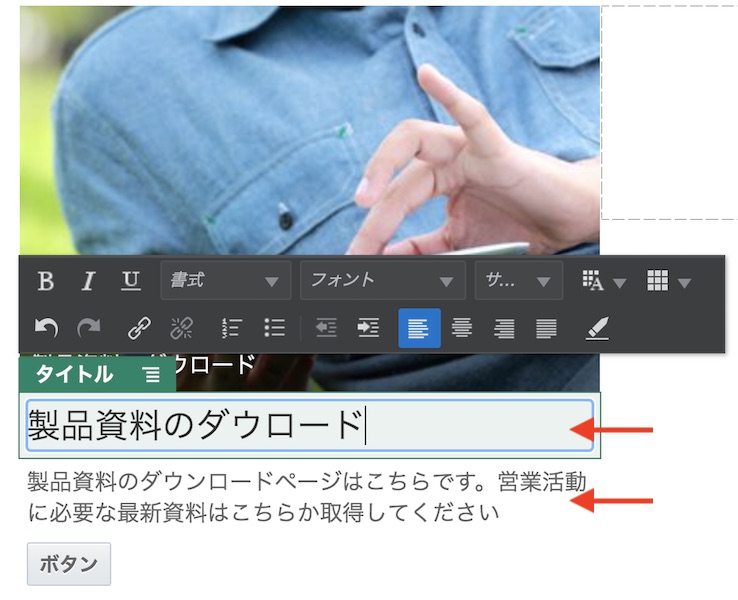 B I U 書式 フォント サ...
A
ロード
タイトル
製品資料のダウロード
製品資料のダウンロードページはこちらです。営業活動
に必要な最新資料はこちらか取得してください
ボタン